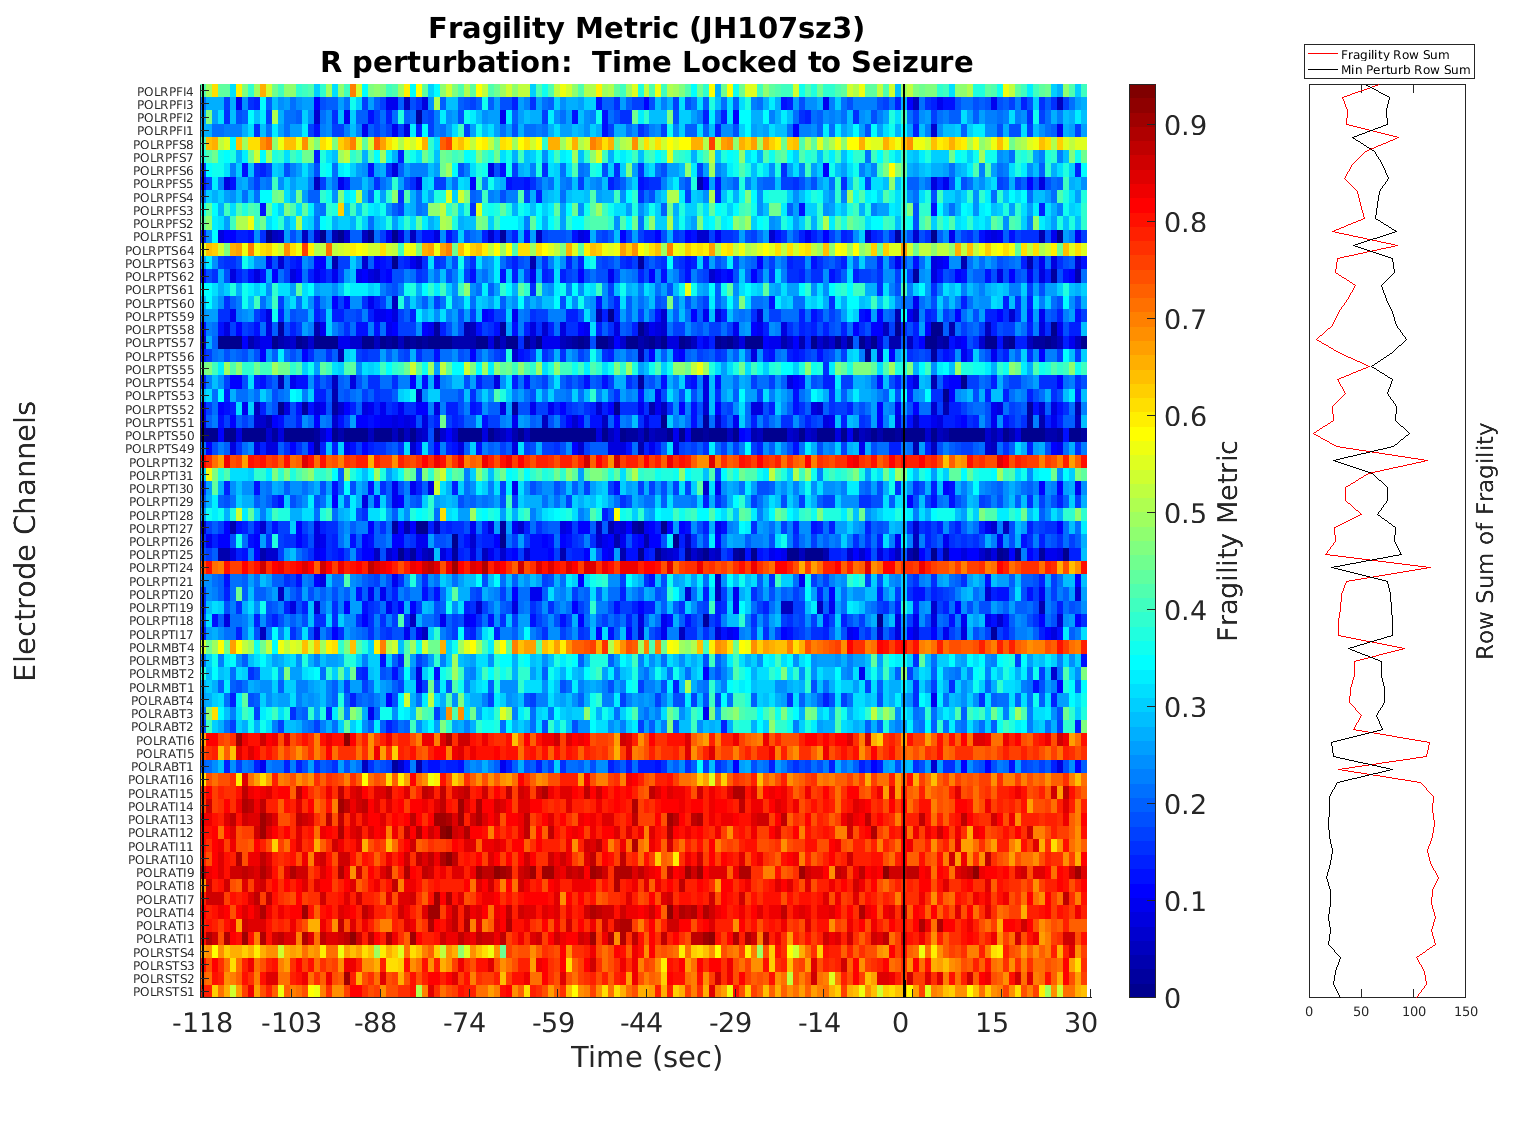 Fragility Metric (JH107sz3)
R perturbation:  Time Locked to Seizure
Electrode Channels
POLRPFI4
POLRPFI3
POLRPFI2
POLRPFI1
POLRPFS8
POLRPFS7
POLRPFS6
POLRPFS5
POLRPFS4
POLRPFS3
POLRPFS2
POLRPFS1
POLRPTS64
POLRPTS63
POLRPTS62
POLRPTS61
POLRPTS60
POLRPTS59
POLRPTS58
POLRPTS57
POLRPTS56
POLRPTS55
POLRPTS54
POLRPTS53
POLRPTS52
POLRPTS51
POLRPTS50
POLRPTS49
POLRPTI32
POLRPTI31
POLRPTI30
POLRPTI29
POLRPTI28
POLRPTI27
POLRPTI26
POLRPTI25
POLRPTI24
POLRPTI21
POLRPTI20
POLRPTI19
POLRPTI18
POLRPTI17
POLRMBT4
POLRMBT3
POLRMBT2
POLRMBT1
POLRABT4
POLRABT3
POLRABT2
POLRATI6
POLRATI5
POLRABT1
POLRATI16
POLRATI15
POLRATI14
POLRATI13
POLRATI12
POLRATI11
POLRATI10
POLRATI9
POLRATI8
POLRATI7
POLRATI4
POLRATI3
POLRATI1
POLRSTS4
POLRSTS3
POLRSTS2
POLRSTS1
-118 -103 -88 -74 -59 -44 -29 -14 0 15 30
Time (sec)
0.9
0.8
0.7
0.6
0.5
0.4
0.3
0.2
0.1
0
Fragility Metric
Fragility Row Sum
Min Perturb Row Sum
0 50 100 150
Row Sum of Fragility